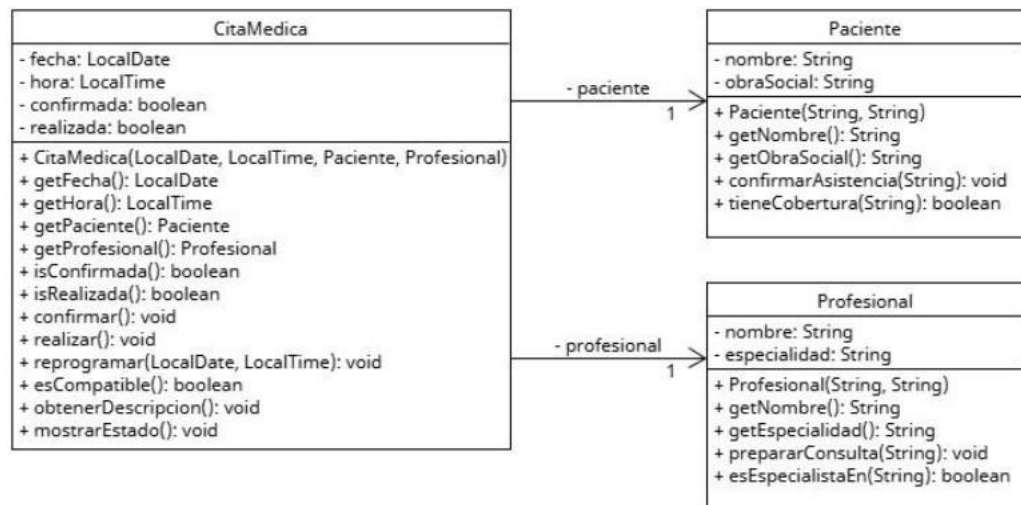 CitaMedica
- fecha: LocalDate
- hora: LocalTime
- confirmada: boolean
- realizada: boolean
+ CitaMedica(LocalDate, LocalTime, Paciente, Profesional)
+ getFecha(): LocalDate
+ getHora(): LocalTime
+ getPaciente(): Paciente
+ getProfesional(): Profesional
+ isConfirmada(): boolean
+ isRealizada(): boolean
+ confirmar(): void
+ realizar(): void
+ reprogramar(LocalDate, LocalTime): void
+ esCompatible(): boolean
+ obtenerDescripcion(): void
+ mostrarEstado(): void
- paciente
1
Paciente
- nombre: String
- obraSocial: String
+ Paciente(String, String)
+ getNombre(): String
+ getObraSocial(): String
+ confirmarAsistencia(String): void
+ tieneCobertura(String): boolean
- profesional
1
Profesional
- nombre: String
- especialidad: String
+ Profesional(String, String)
+ getNombre(): String
+ getEspecialidad(): String
+ prepararConsulta(String): void
+ esEspecialistaEn(String): boolean